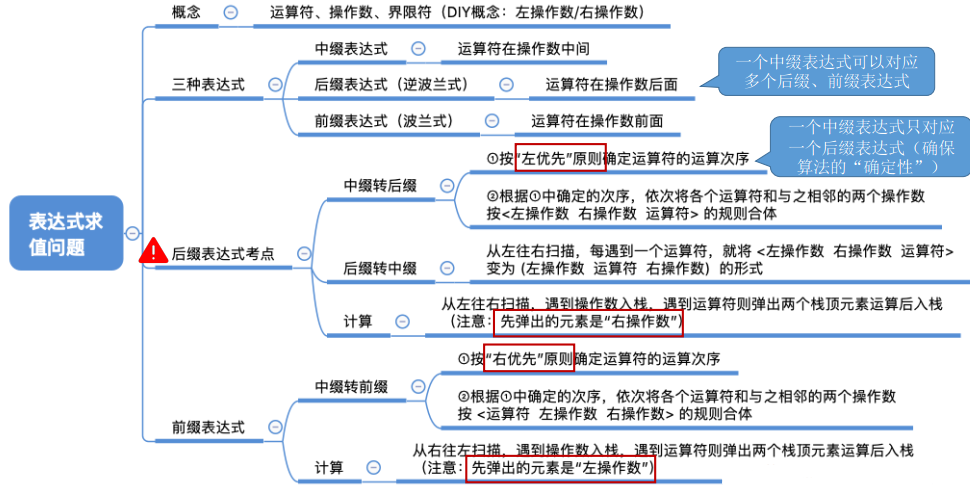 概念
运算符、操作数、界限符（DIY概念：左操作数/右操作数）
三种表达式
中缀表达式
运算符在操作数中间
后缀表达式（逆波兰式）
运算符在操作数后面
前缀表达式（波兰式）
运算符在操作数前面
一个中缀表达式可以对应
多个后缀、前缀表达式
一个中缀表达式只对应
一个后缀表达式（确保
算法的“确定性”）
表达式求
值问题
后缀表达式考点
中缀转后缀
①按“左优先”原则确定运算符的运算次序
②根据①中确定的次序，依次将各个运算符和与之相邻的两个操作数
按<左操作数 右操作数 运算符> 的规则合体
后缀转中缀
从左往右扫描，每遇到一个运算符，就将 <左操作数 右操作数 运算符>
变为 (左操作数 运算符 右操作数) 的形式
计算
从左往右扫描，遇到操作数入栈，遇到运算符则弹出两个栈顶元素运算后入栈
（注意：先弹出的元素是“右操作数”）
前缀表达式
中缀转前缀
①按“右优先”原则确定运算符的运算次序
②根据①中确定的次序，依次将各个运算符和与之相邻的两个操作数
按 <运算符 左操作数 右操作数> 的规则合体
计算
从右往左扫描，遇到操作数入栈，遇到运算符则弹出两个栈顶元素运算后入栈
（注意：先弹出的元素是“左操作数”）